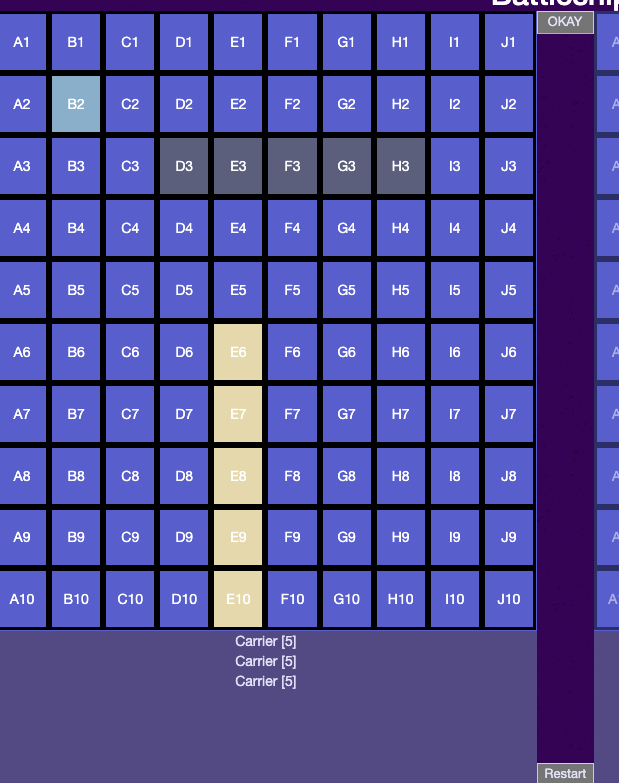 OKAY
A1 B1 C1 D1 E1 F1 G1 H1 I1 J1
A2 B2 C2 D2 E2 F2 G2 H2 I2 J2
A3 B3 C3 D3 E3 F3 G3 H3 I3 J3
A4 B4 C4 D4 E4 F4 G4 H4 I4 J4
A5 B5 C5 D5 E5 F5 G5 H5 I5 J5
A6 B6 C6 D6 E6 F6 G6 H6 I6 J6
A7 B7 C7 D7 E7 F7 G7 H7 I7 J7
A8 B8 C8 D8 E8 F8 G8 H8 I8 J8
A9 B9 C9 D9 E9 F9 G9 H9 I9 J9
A10 B10 C10 D10 E10 F10 G10 H10 I10 J10
Carrier [5]
Carrier [5]
Carrier [5]
Restart